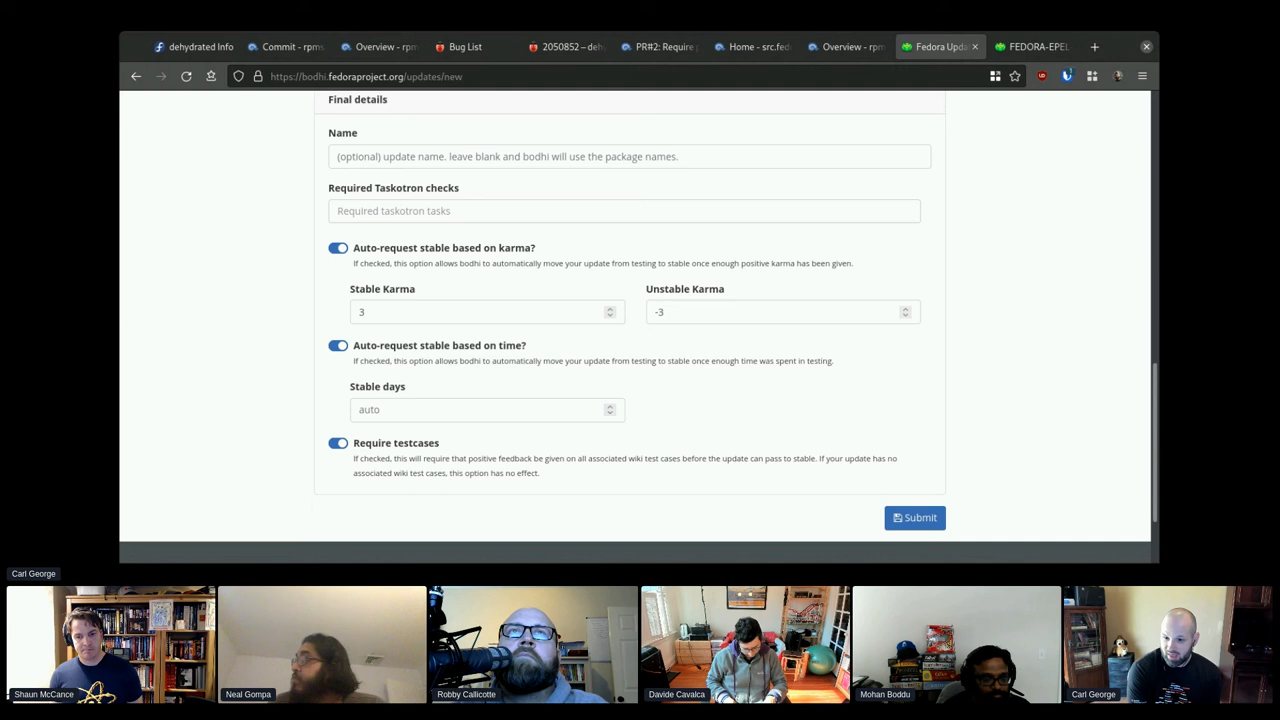 dehydrated Info
Commit - rpms
Overview - rpm
Bug List
2050852 – deh
PR#2: Require
Home - src.fed
Overview - rpm
Fedora Upda
FEDORA-EPEL
https://bodhi.fedoraproject.org/updates/new
Final details
Name
(optional) update name. leave blank and bodhi will use the package names.
Required Taskotron checks
Required taskotron tasks
Auto-request stable based on karma?
If checked, this option allows bodhi to automatically move your update from testing to stable once enough positive karma has been given.
Stable Karma
Unstable Karma
3
-3
Auto-request stable based on time?
If checked, this option allows bodhi to automatically move your update from testing to stable once enough time was spent in testing.
Stable days
auto
Require testcases
If checked, this will require that positive feedback be given on all associated wiki test cases before the update can pass to stable. If your update has no
associated wiki test cases, this option has no effect.
Submit
Carl George
Shaun McCance
Neal Gompa
Robby Callicotte
Davide Cavalca
Mohan Boddu
Carl George